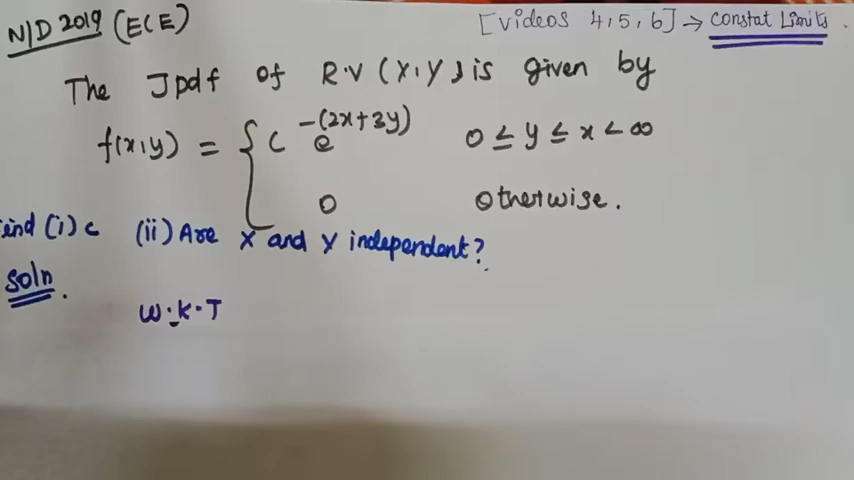 N/D 2019 (ECE) [Videos 4,5,6] → Constat Limits.
The Jpdf of R.V (X,Y) is given by
f(x,y) = { C e^-(2x+3y) 0 ≤ y ≤ x < ∞
0 Otherwise.
ind (i) c (ii) Are X and Y independent?
Soln.
W.K.T